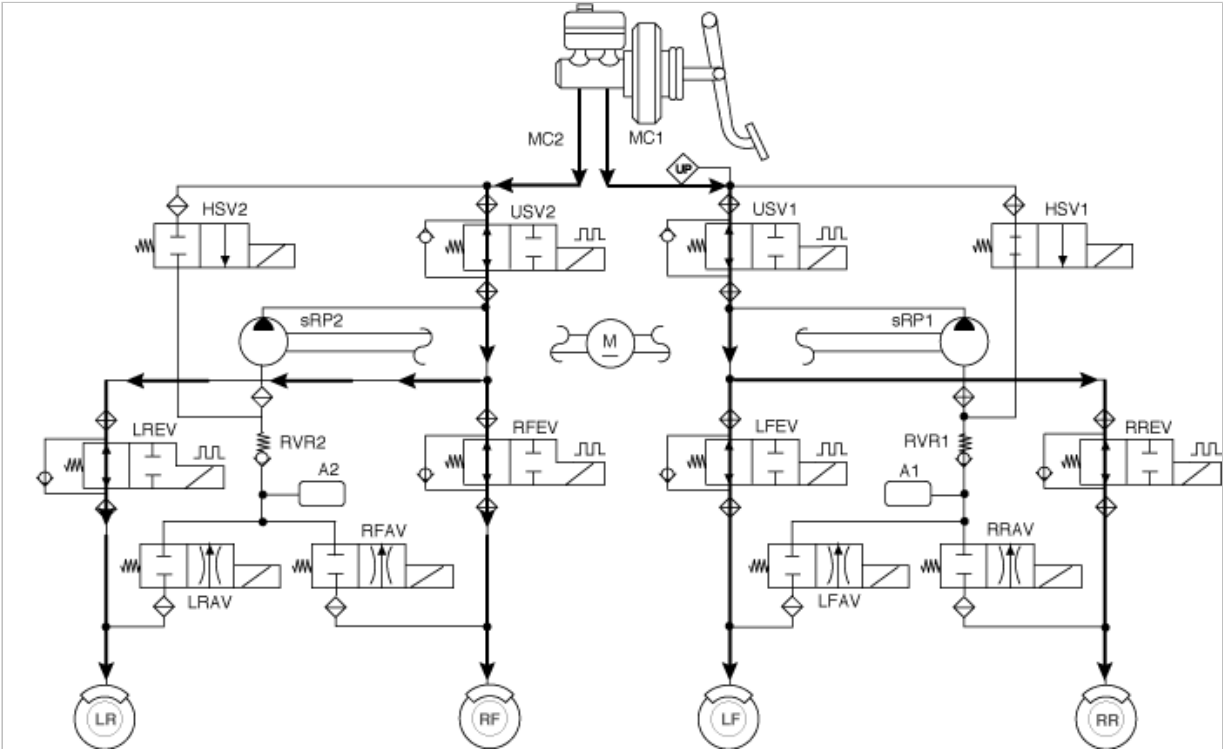 MC2
MC1
UP
HSV2
USV2
USV1
HSV1
sRP2
M
sRP1
LREV
RVR2
RFEV
LFEV
RVR1
RREV
A2
A1
RFAV
RRAV
LRAV
LFAV
LR
RF
LF
RR